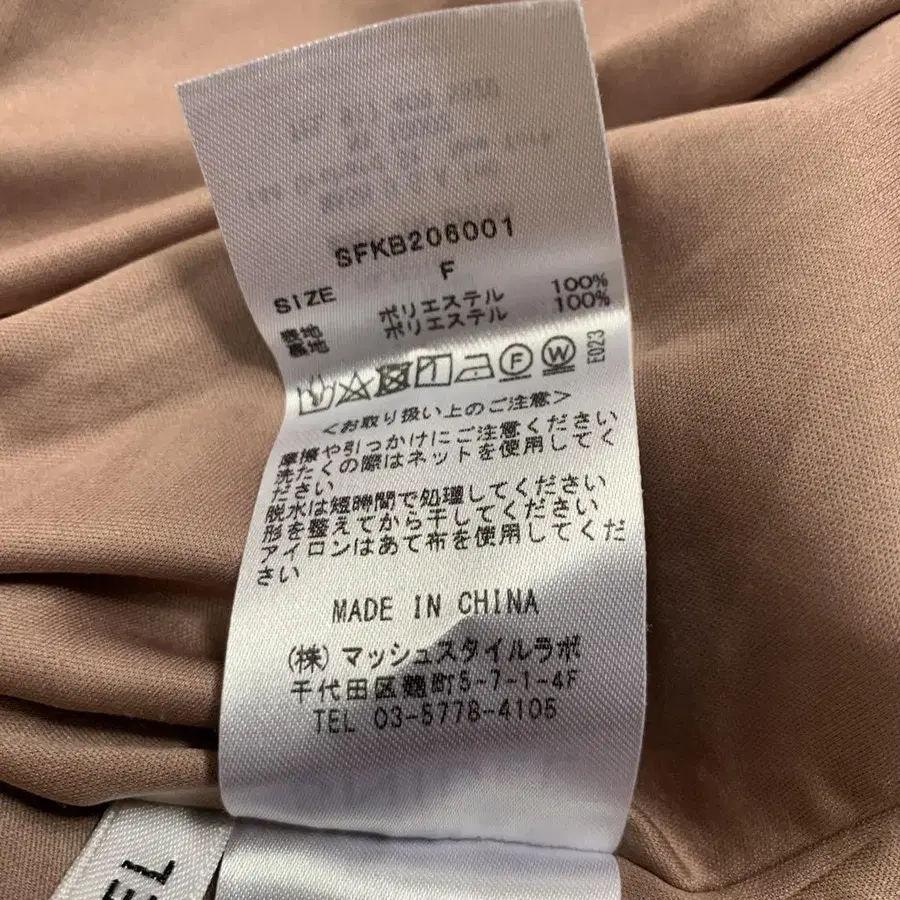 SFKB206001
SIZE F
表地 ポリエステル 100%
裏地 ポリエステル 100%
F W E023
<お取り扱い上のご注意>
摩擦や引っかけにご注意ください
洗たくの際はネットを使用してく
ださい
脱水は短時間で処理してください
形を整えてから干してください
アイロンはあて布を使用してくだ
さい
MADE IN CHINA
(株)マッシュスタイルラボ
千代田区麹町5-7-1-4F
TEL 03-5778-4105
EL